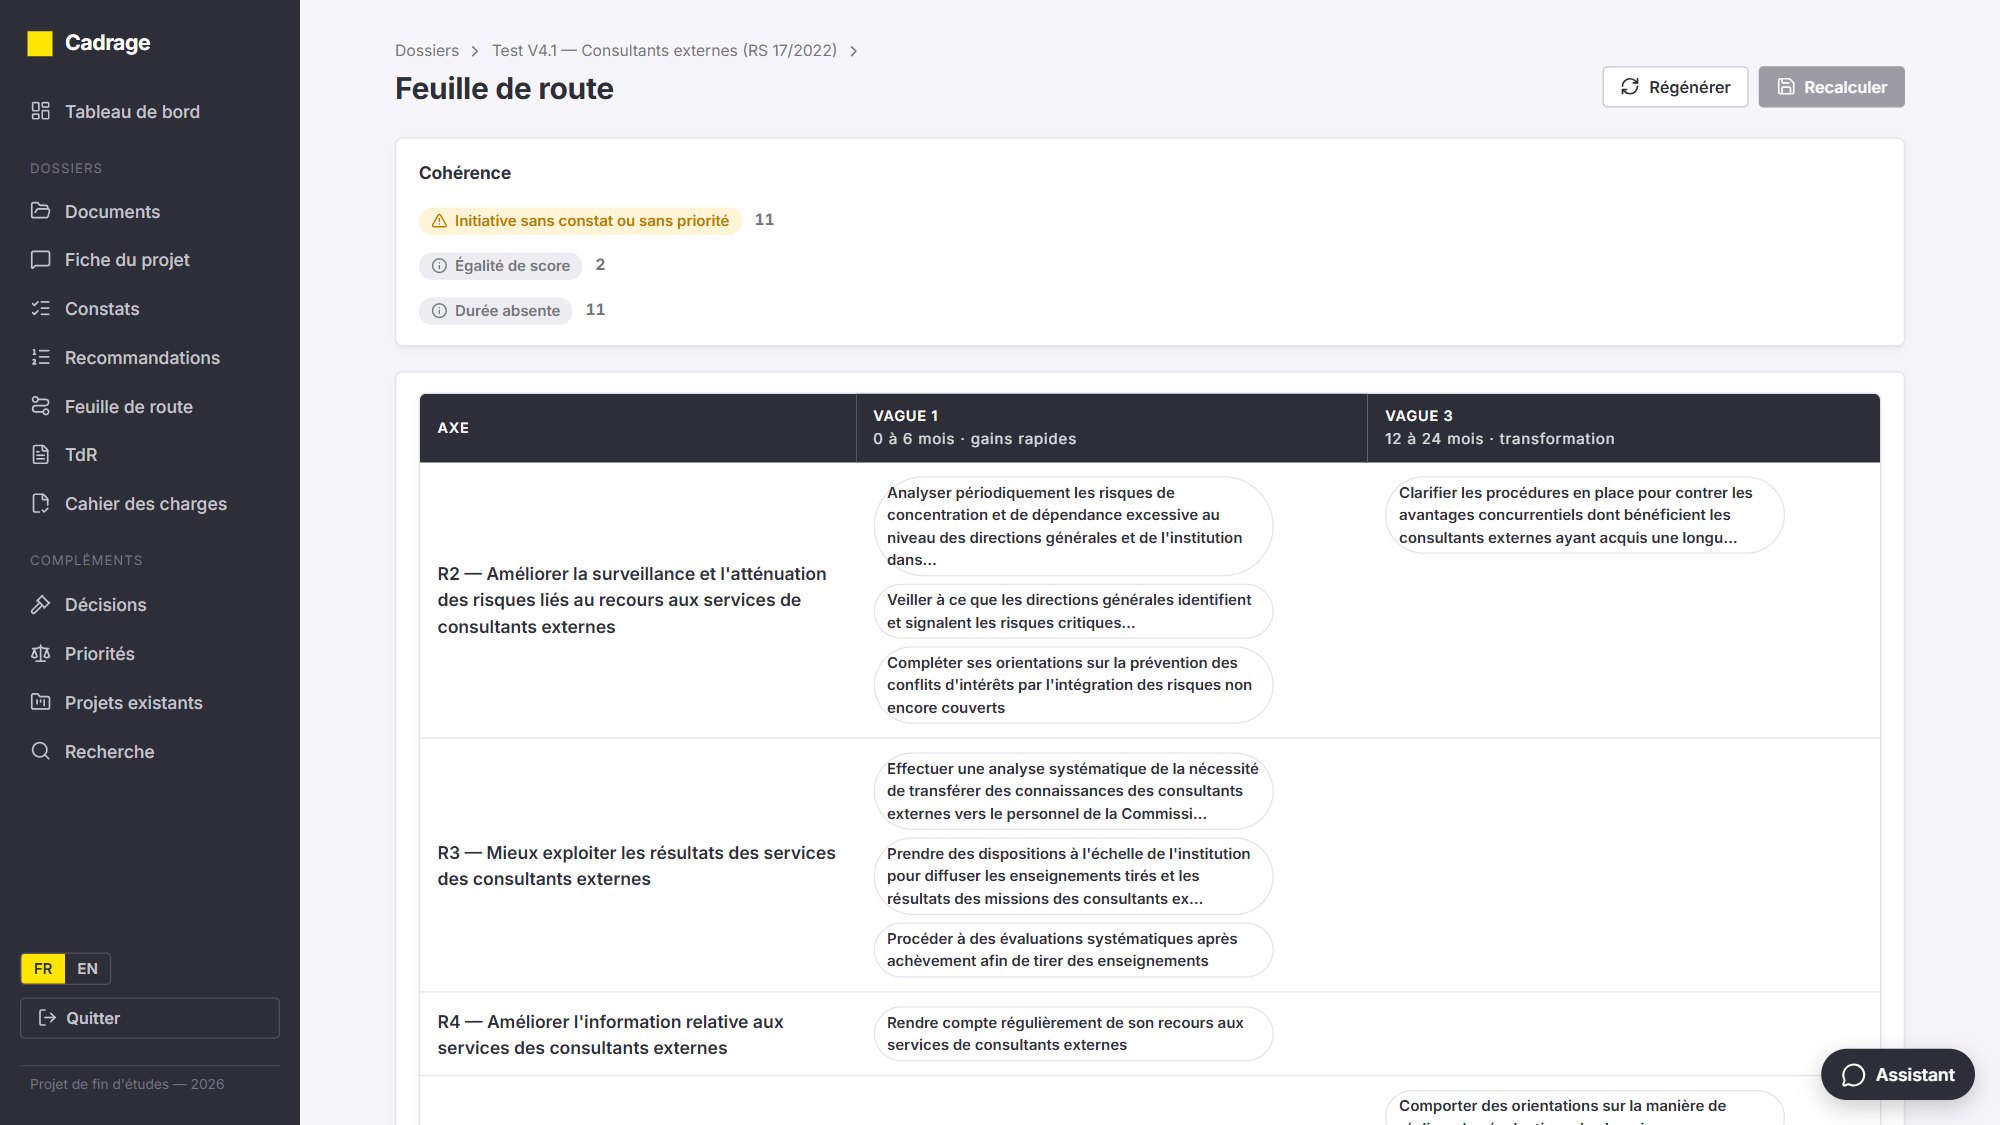 Cadrage
Tableau de bord
DOSSIERS
Documents
Fiche du projet
Constats
Recommandations
Feuille de route
TdR
Cahier des charges
COMPLÉMENTS
Décisions
Priorités
Projets existants
Recherche
FR EN
Quitter
Projet de fin d'études — 2026
Dossiers > Test V4.1 — Consultants externes (RS 17/2022) >
Feuille de route
Régénérer
Recalculer
Cohérence
Initiative sans constat ou sans priorité 11
Égalité de score 2
Durée absente 11
AXE
VAGUE 1
0 à 6 mois · gains rapides
VAGUE 3
12 à 24 mois · transformation
R2 — Améliorer la surveillance et l'atténuation
des risques liés au recours aux services de
consultants externes
Analyser périodiquement les risques de
concentration et de dépendance excessive au
niveau des directions générales et de l'institution
dans...
Veiller à ce que les directions générales identifient
et signalent les risques critiques...
Compléter ses orientations sur la prévention des
conflits d'intérêts par l'intégration des risques non
encore couverts
Clarifier les procédures en place pour contrer les
avantages concurrentiels dont bénéficient les
consultants externes ayant acquis une longu...
R3 — Mieux exploiter les résultats des services
des consultants externes
Effectuer une analyse systématique de la nécessité
de transférer des connaissances des consultants
externes vers le personnel de la Commissi...
Prendre des dispositions à l'échelle de l'institution
pour diffuser les enseignements tirés et les
résultats des missions des consultants ex...
Procéder à des évaluations systématiques après
achèvement afin de tirer des enseignements
R4 — Améliorer l'information relative aux
services des consultants externes
Rendre compte régulièrement de son recours aux
services de consultants externes
Comporter des orientations sur la manière de
Assistant